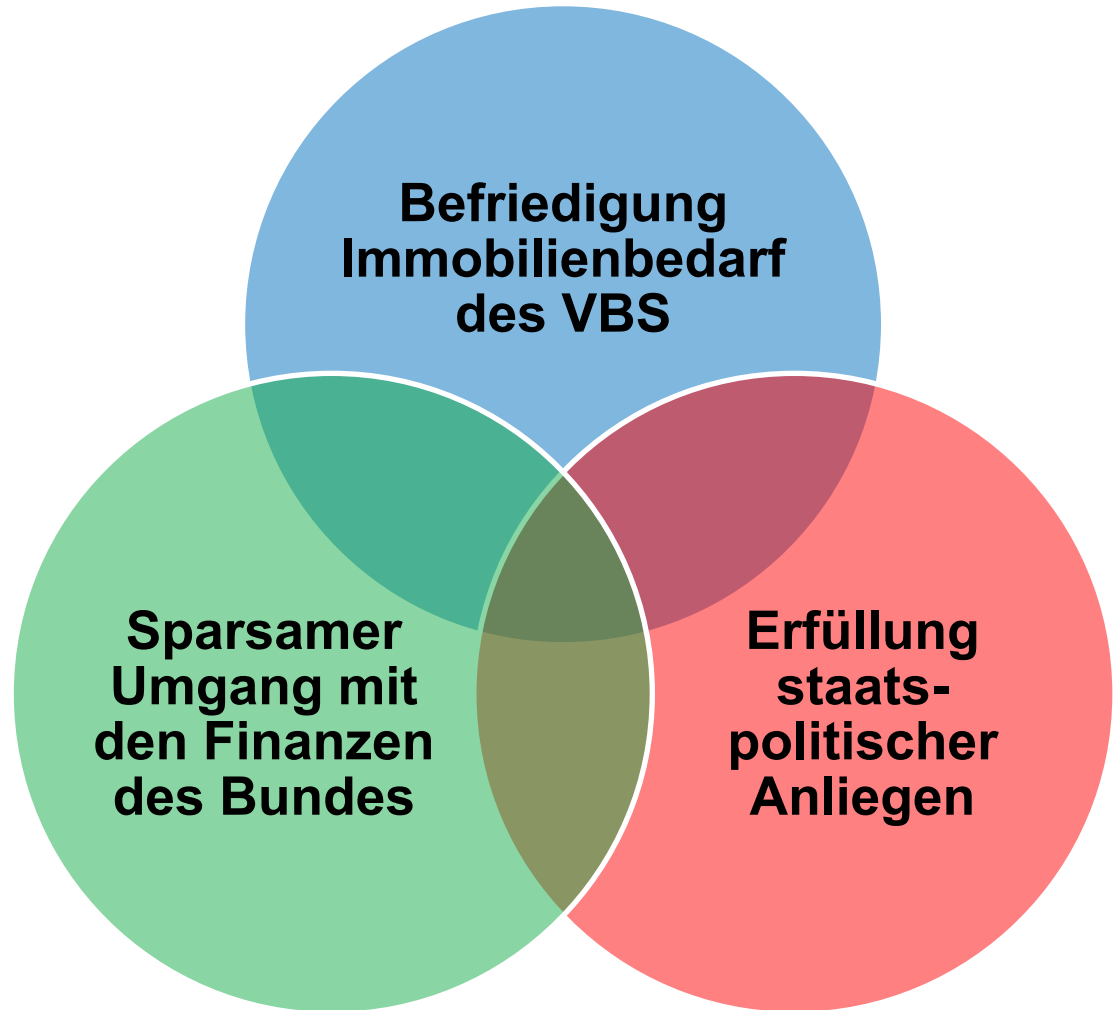 Befriedigung
Immobilienbedarf
des VBS
Sparsamer
Umgang mit
den Finanzen
des Bundes
Erfüllung
staats-
politischer
Anliegen